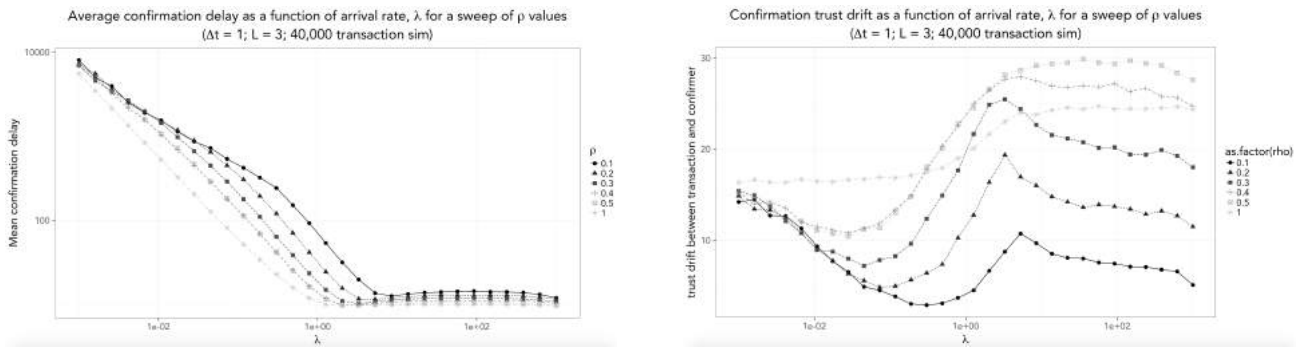 Average confirmation delay as a function of arrival rate, λ for a sweep of ρ values
(Δt = 1; L = 3; 40,000 transaction sim)
10000
100
Mean confirmation delay
1e-02
1e+00
1e+02
λ
ρ
0.1
0.2
0.3
0.4
0.5
1
Confirmation trust drift as a function of arrival rate, λ for a sweep of ρ values
(Δt = 1; L = 3; 40,000 transaction sim)
30
20
10
trust drift between transaction and confirmer
1e-02
1e+00
1e+02
λ
as.factor(rho)
0.1
0.2
0.3
0.4
0.5
1